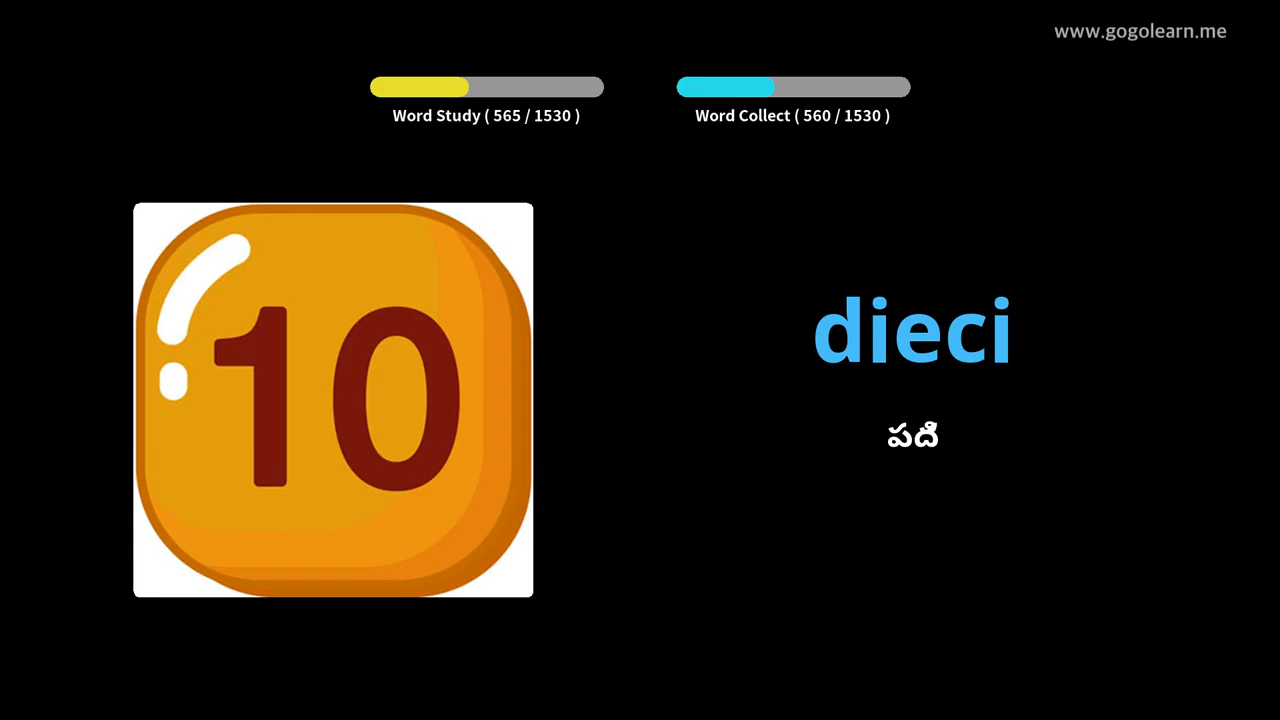 www.gogolearn.me
Word Study ( 565 / 1530 )
Word Collect ( 560 / 1530 )
10
dieci
పది